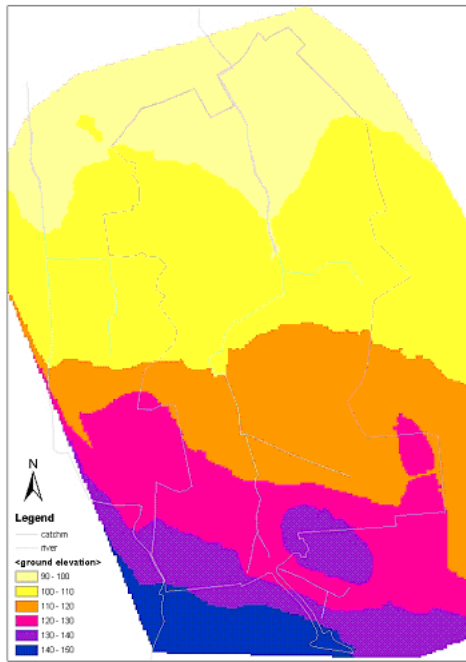 N
Legend
catchm
river
<ground elevation>
90 - 100
100 - 110
110 - 120
120 - 130
130 - 140
140 - 150